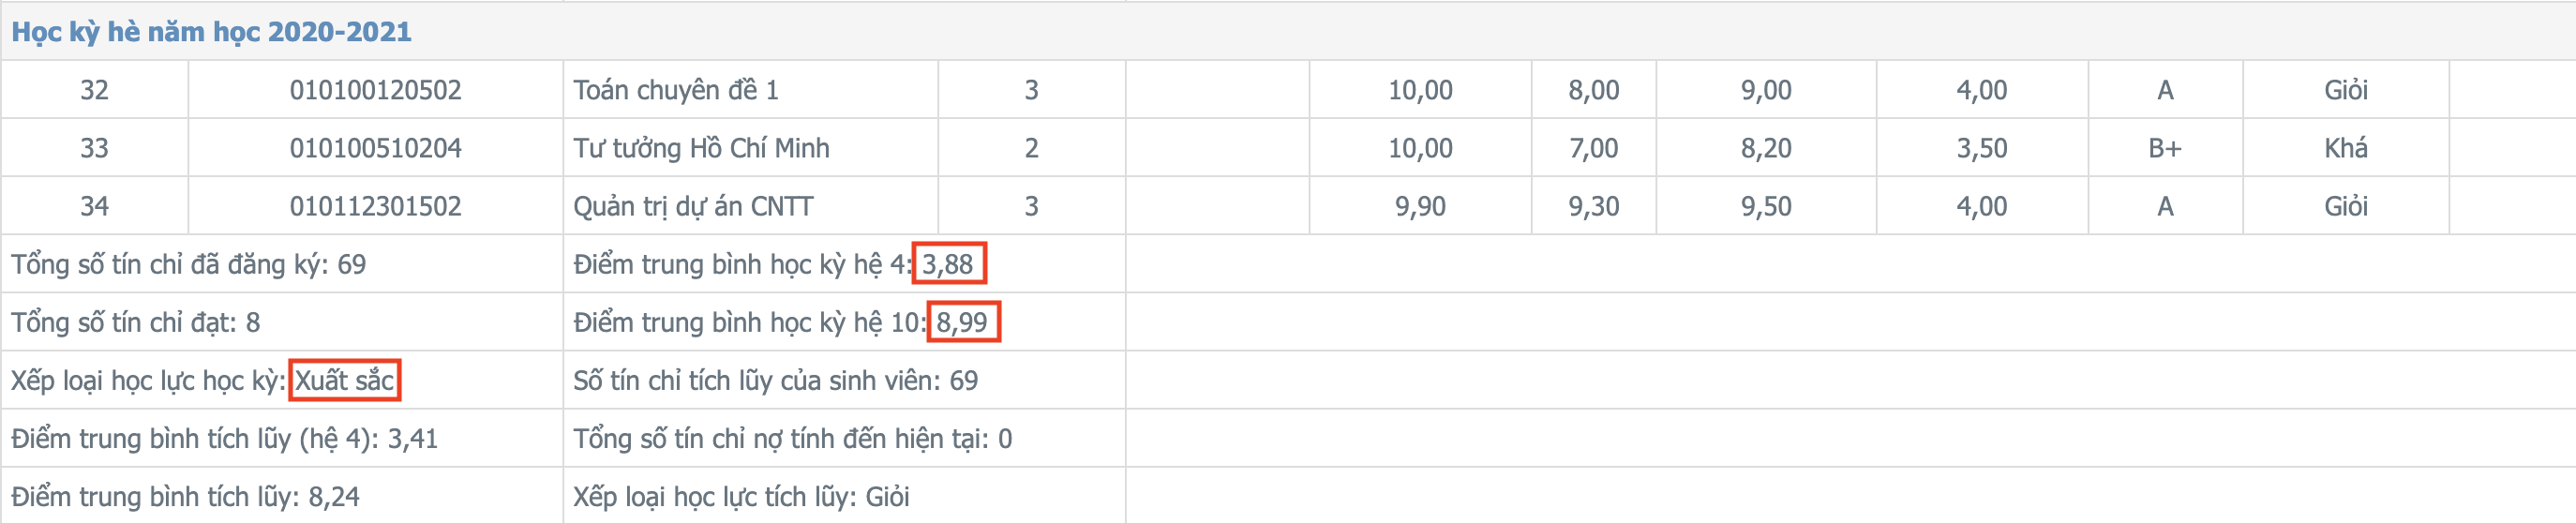 Học kỳ hè năm học 2020-2021
32 010100120502 Toán chuyên đề 1 3 10,00 8,00 9,00 4,00 A Giỏi
33 010100510204 Tư tưởng Hồ Chí Minh 2 10,00 7,00 8,20 3,50 B+ Khá
34 010112301502 Quản trị dự án CNTT 3 9,90 9,30 9,50 4,00 A Giỏi
Tổng số tín chỉ đã đăng ký: 69 Điểm trung bình học kỳ hệ 4: 3,88
Tổng số tín chỉ đạt: 8 Điểm trung bình học kỳ hệ 10: 8,99
Xếp loại học lực học kỳ: Xuất sắc Số tín chỉ tích lũy của sinh viên: 69
Điểm trung bình tích lũy (hệ 4): 3,41 Tổng số tín chỉ nợ tính đến hiện tại: 0
Điểm trung bình tích lũy: 8,24 Xếp loại học lực tích lũy: Giỏi